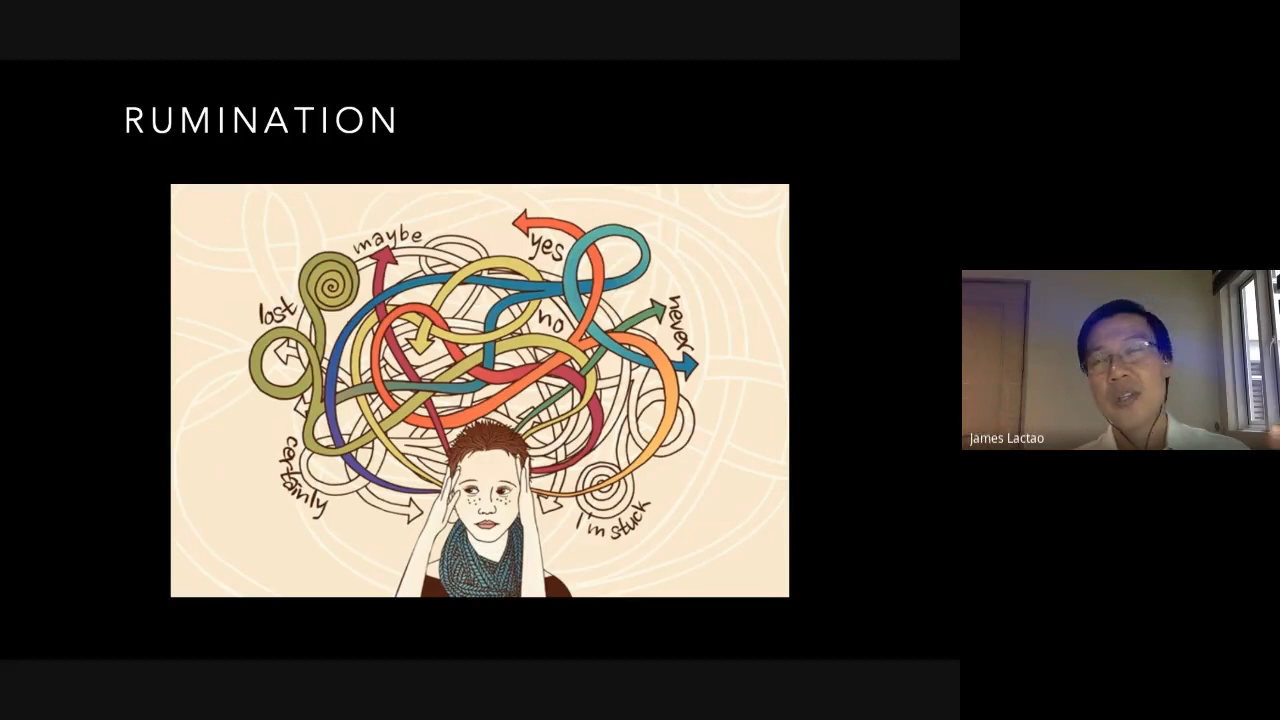 RUMINATION
maybe
yes
lost
no
never
certainly
I'm stuck
James Lactao